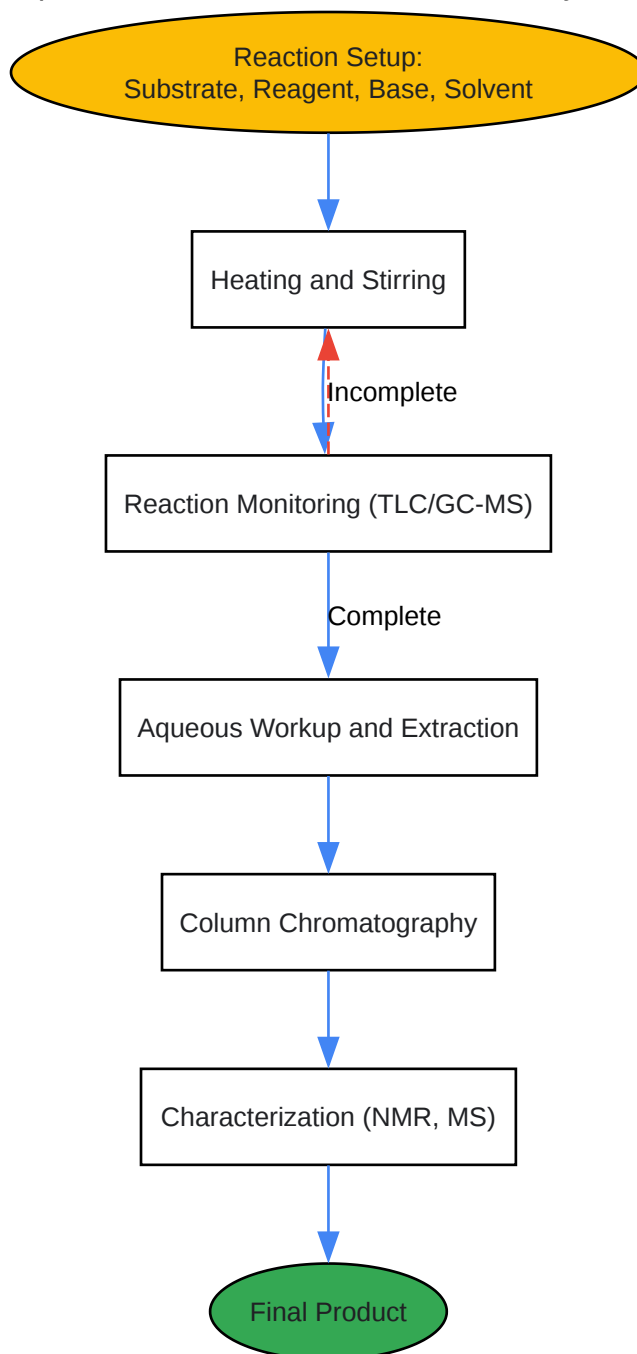 Reaction Setup:
Substrate, Reagent, Base, Solvent
Heating and Stirring
Incomplete
Reaction Monitoring (TLC/GC-MS)
Complete
Aqueous Workup and Extraction
Column Chromatography
Characterization (NMR, MS)
Final Product